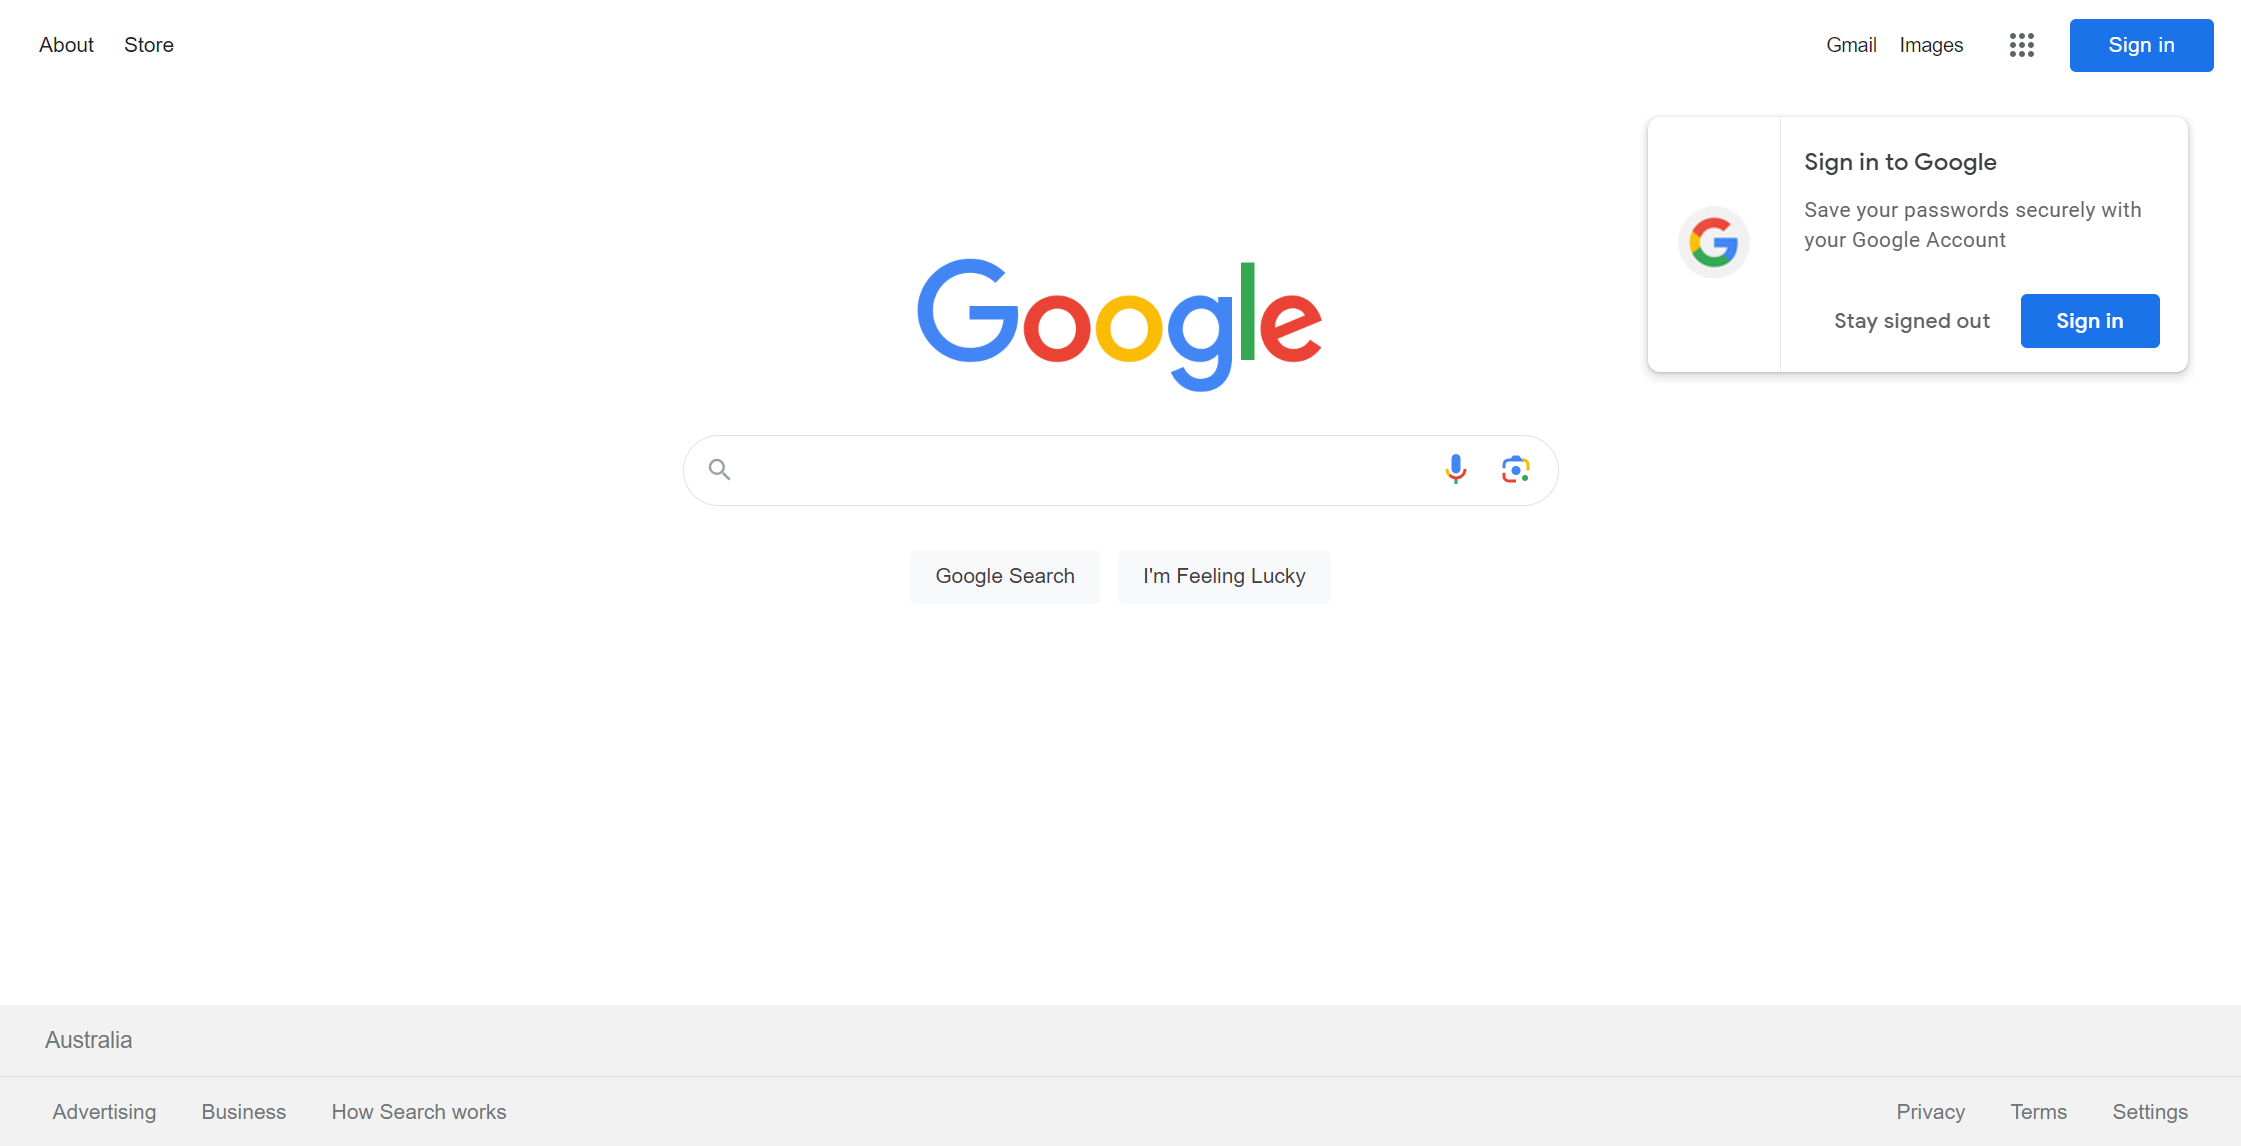 About Store Gmail Images Sign in
Sign in to Google
Save your passwords securely with
your Google Account
Stay signed out Sign in
Google
Google Search I'm Feeling Lucky
Australia
Advertising Business How Search works Privacy Terms Settings